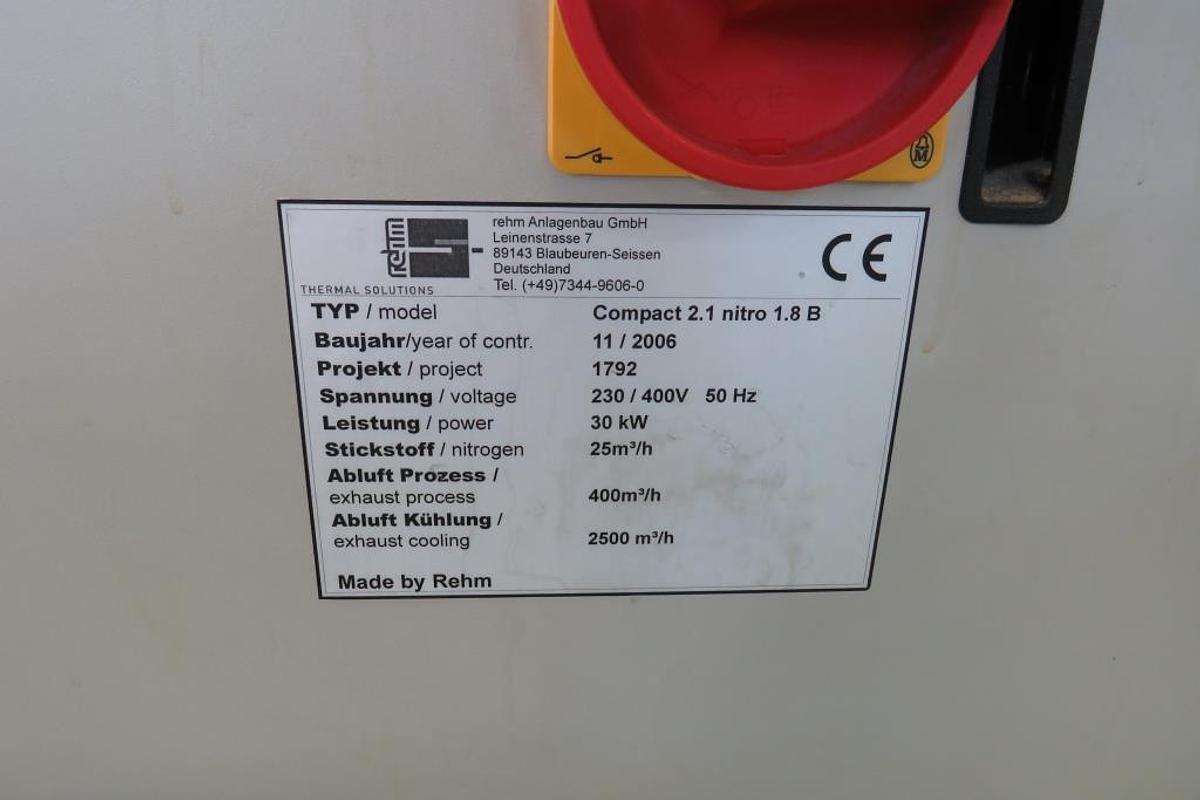 M
rehm
THERMAL SOLUTIONS
rehm Anlagenbau GmbH
Leinenstrasse 7
89143 Blaubeuren-Seissen
Deutschland
Tel. (+49)7344-9606-0
CE
TYP / model Compact 2.1 nitro 1.8 B
Baujahr/year of contr. 11 / 2006
Projekt / project 1792
Spannung / voltage 230 / 400V 50 Hz
Leistung / power 30 kW
Stickstoff / nitrogen 25m³/h
Abluft Prozess /
exhaust process 400m³/h
Abluft Kühlung /
exhaust cooling 2500 m³/h
Made by Rehm